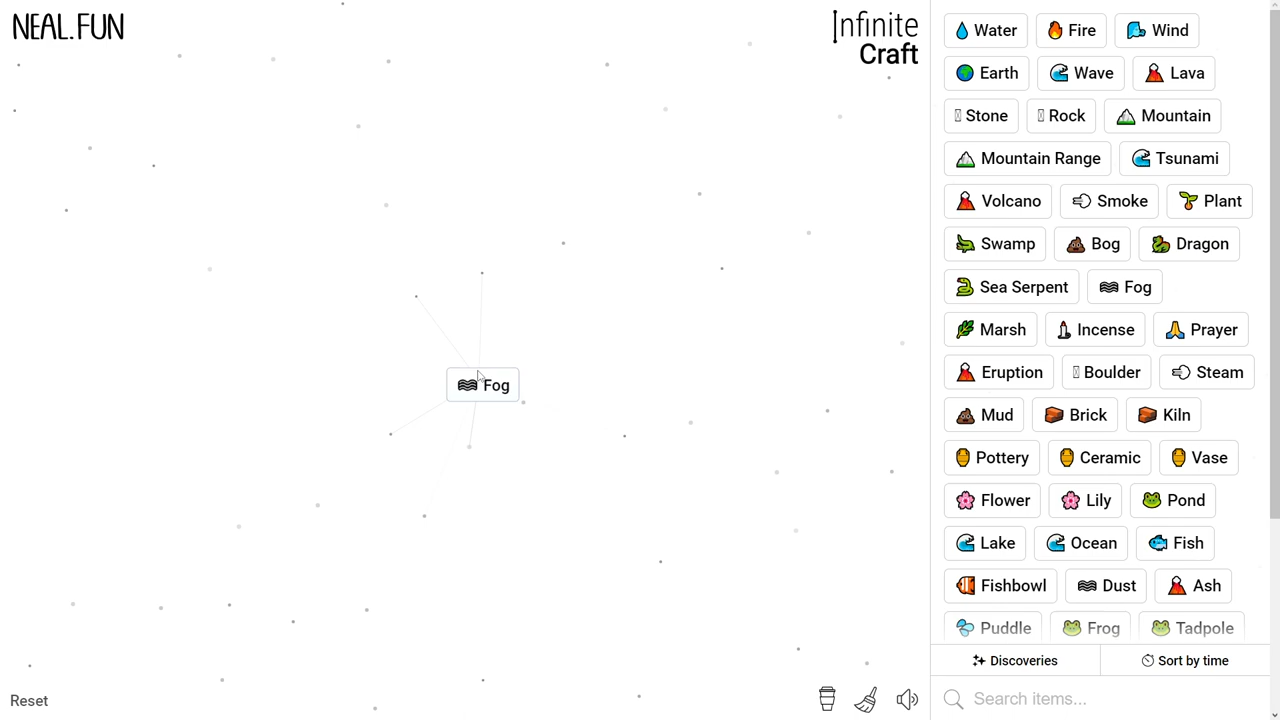 NEAL.FUN
Infinite
Craft
Fog
Water Fire Wind
Earth Wave Lava
Stone Rock Mountain
Mountain Range Tsunami
Volcano Smoke Plant
Swamp Bog Dragon
Sea Serpent Fog
Marsh Incense Prayer
Eruption Boulder Steam
Mud Brick Kiln
Pottery Ceramic Vase
Flower Lily Pond
Lake Ocean Fish
Fishbowl Dust Ash
Puddle Frog Tadpole
Discoveries Sort by time
Search items...
Reset